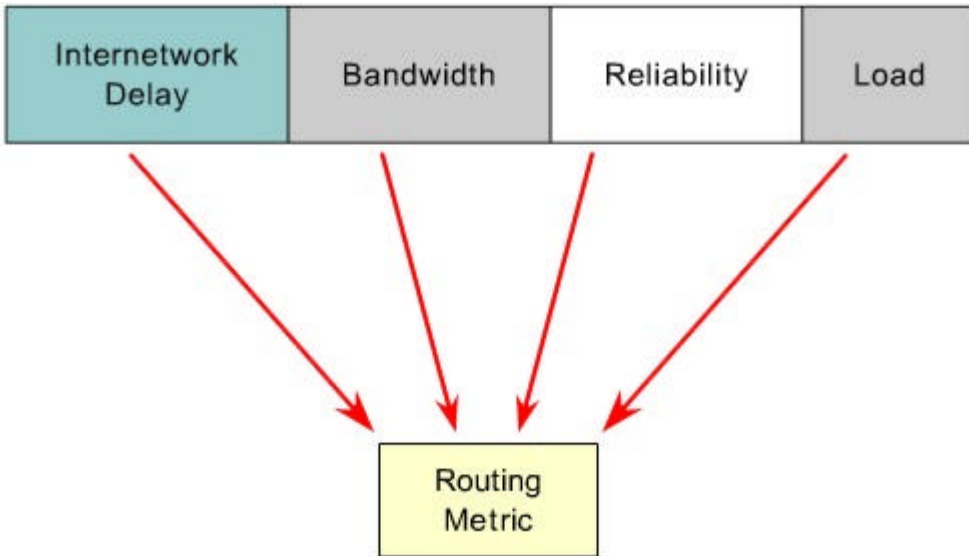 Internetwork
Delay
Bandwidth
Reliability
Load
Routing
Metric